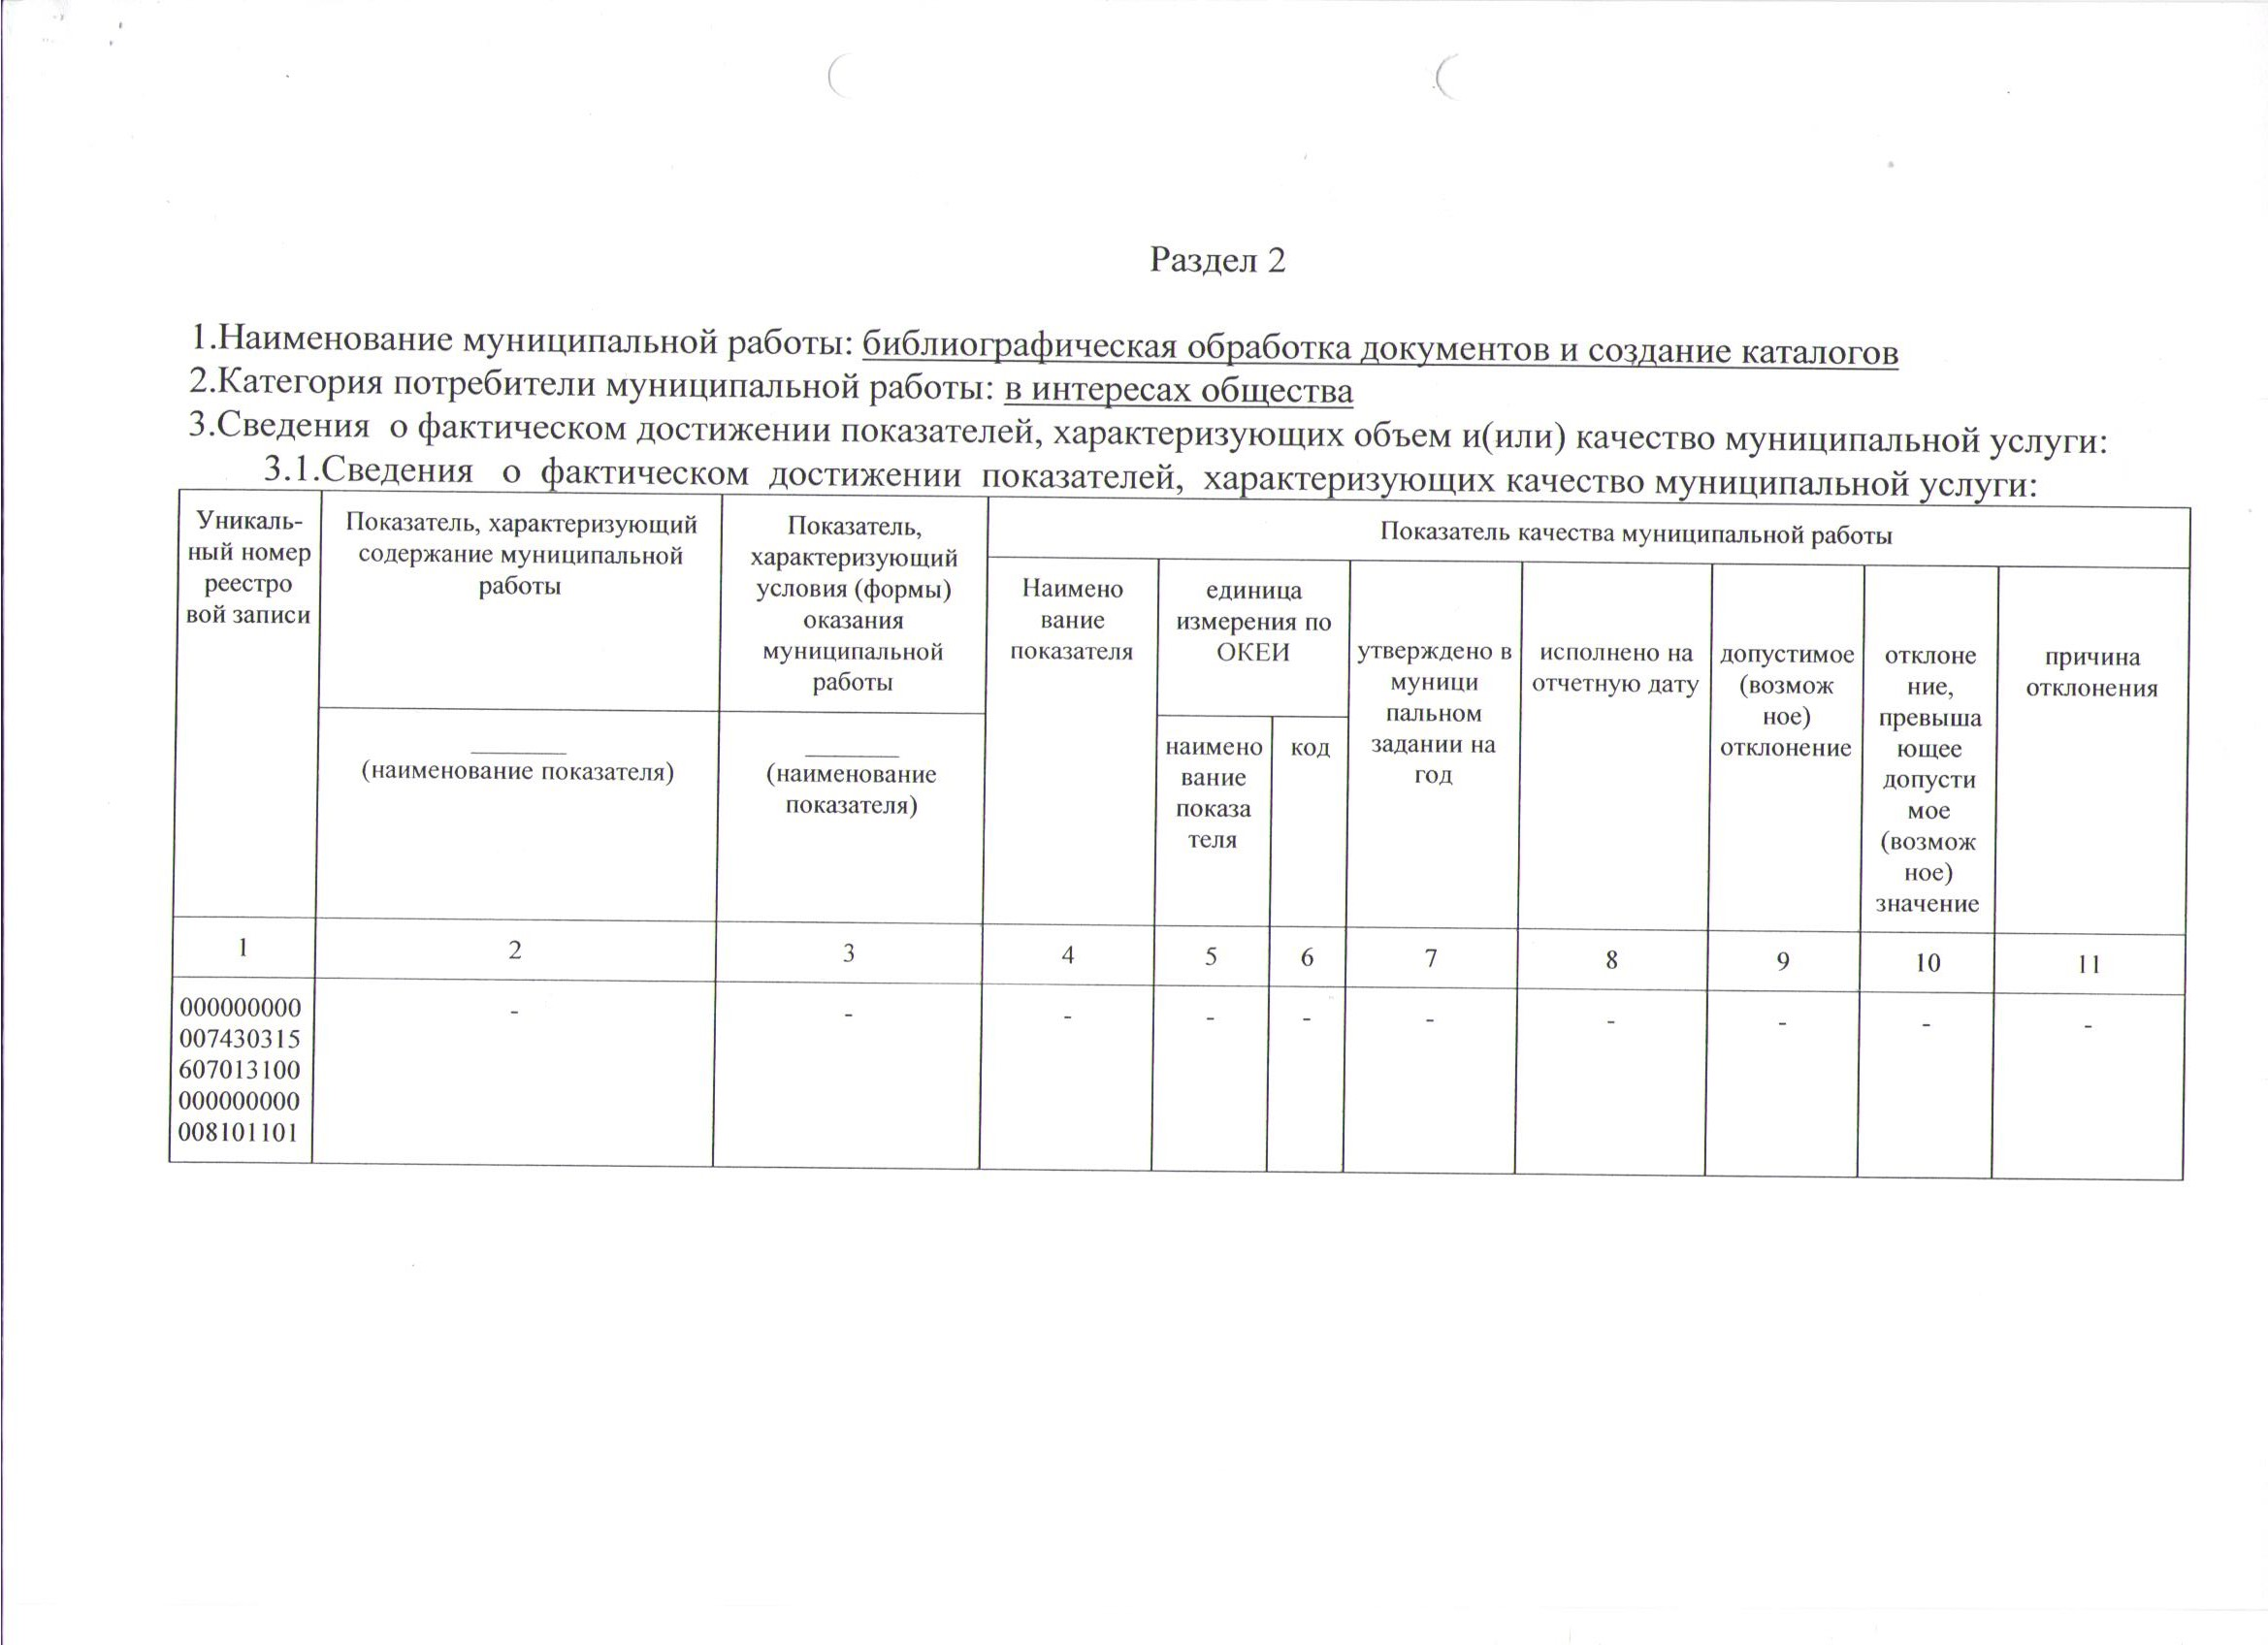 Раздел 2
1.Наименование муниципальной работы: библиографическая обработка документов и создание каталогов
2.Категория потребители муниципальной работы: в интересах общества
3.Сведения о фактическом достижении показателей, характеризующих объем и(или) качество муниципальной услуги:
3.1.Сведения о фактическом достижении показателей, характеризующих качество муниципальной услуги:
Уникаль-
ный номер
реестро
вой записи
Показатель, характеризующий
содержание муниципальной
работы
Показатель,
характеризующий
условия (формы)
оказания
муниципальной
работы
Показатель качества муниципальной работы
Наимено
вание
показателя
единица
измерения по
ОКЕИ
утверждено в
муници
пальном
задании на
год
исполнено на
отчетную дату
допустимое
(возмож
ное)
отклонение
отклоне
ние,
превыша
ющее
допусти
мое
(возмож
ное)
значение
причина
отклонения
________
(наименование показателя)
________
(наименование
показателя)
наимено
вание
показа
теля
код
1 2 3 4 5 6 7 8 9 10 11
000000000
007430315
607013100
000000000
008101101
- - - - - - - - - -